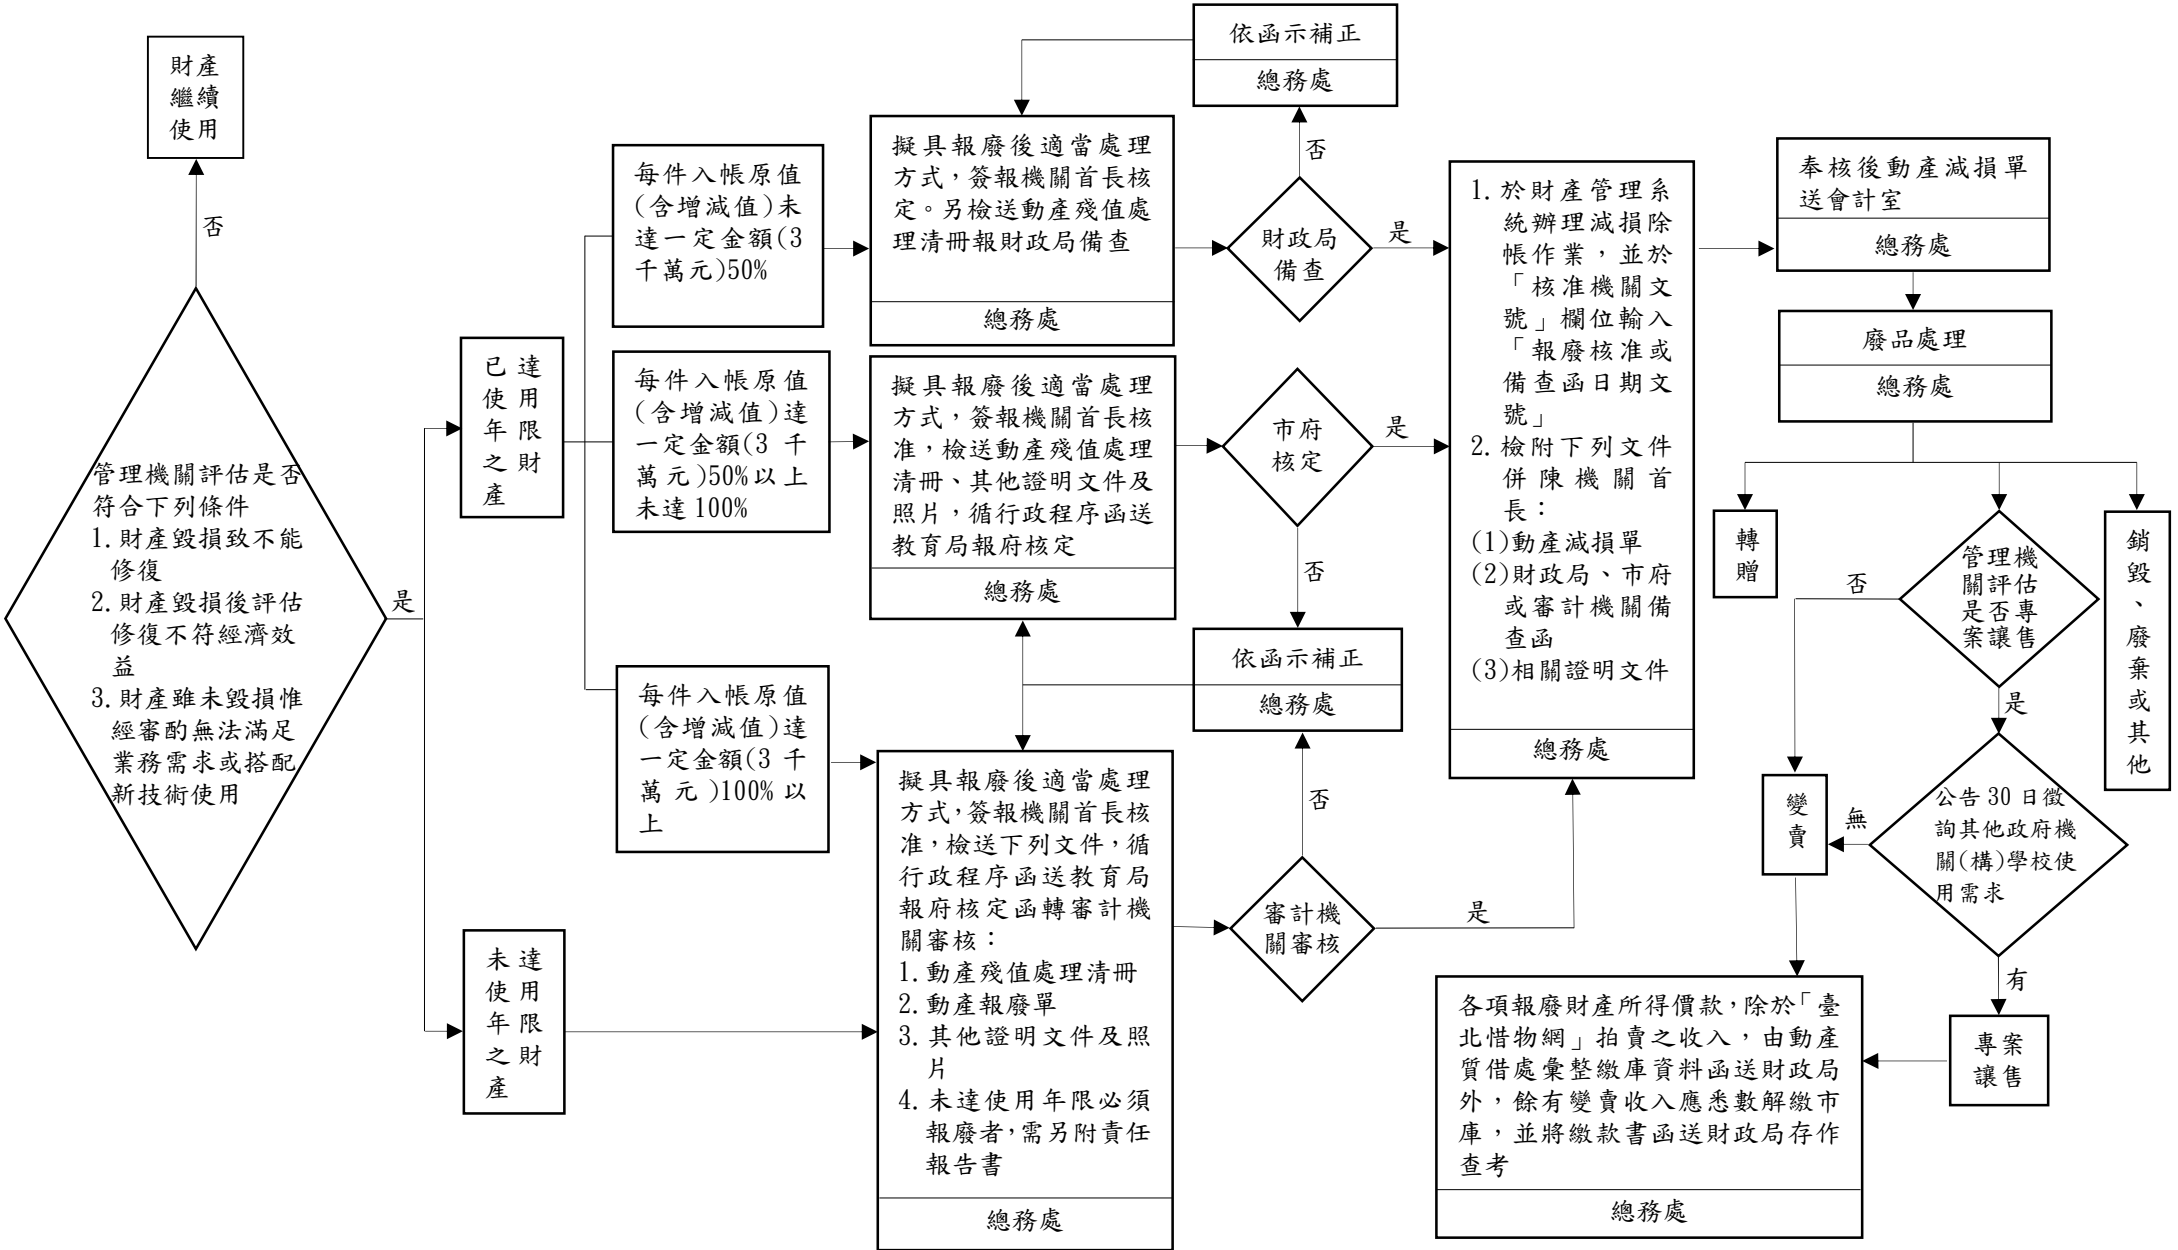 財產
繼續
使用
否
管理機關評估是否
符合下列條件
1.財產毀損致不能
修復
2.財產毀損後評估
修復不符經濟效
益
3.財產雖未毀損惟
經審酌無法滿足
業務需求或搭配
新技術使用
是
已達
使用
年限
之財
產
未達
使用
年限
之財
產
每件入帳原值
(含增減值)未
達一定金額(3
千萬元)50%
每件入帳原值
(含增減值)達
一定金額(3 千
萬元)50%以上
未達100%
每件入帳原值
(含增減值)達
一定金額(3 千
萬元)100%以
上
擬具報廢後適當處理
方式,簽報機關首長核
定。另檢送動產殘值處
理清冊報財政局備查
總務處
擬具報廢後適當處理
方式,簽報機關首長核
准,檢送動產殘值處理
清冊、其他證明文件及
照片,循行政程序函送
教育局報府核定
總務處
擬具報廢後適當處理
方式,簽報機關首長核
准,檢送下列文件,循
行政程序函送教育局
報府核定函轉審計機
關審核:
1.動產殘值處理清冊
2.動產報廢單
3.其他證明文件及照
片
4.未達使用年限必須
報廢者,需另附責任
報告書
總務處
依函示補正
總務處
否
財政局
備查
是
市府
核定
是
否
依函示補正
總務處
否
審計機
關審核
是
1.於財產管理系
統辦理減損除
帳作業,並於
「核准機關文
號」欄位輸入
「報廢核准或
備查函日期文
號」
2.檢附下列文件
併陳機關首
長:
(1)動產減損單
(2)財政局、市府
或審計機關備
查函
(3)相關證明文件
總務處
奉核後動產減損單
送會計室
總務處
廢品處理
總務處
轉
贈
管理機
關評估
是否專
案讓售
銷
毀
、
廢
棄
或
其
他
否
是
變
賣
無
公告 30 日徵
詢其他政府機
關(構)學校使
用需求
有
專案
讓售
各項報廢財產所得價款,除於「臺
北惜物網」拍賣之收入,由動產
質借處彙整繳庫資料函送財政局
外,餘有變賣收入應悉數解繳市
庫,並將繳款書函送財政局存作
查考
總務處